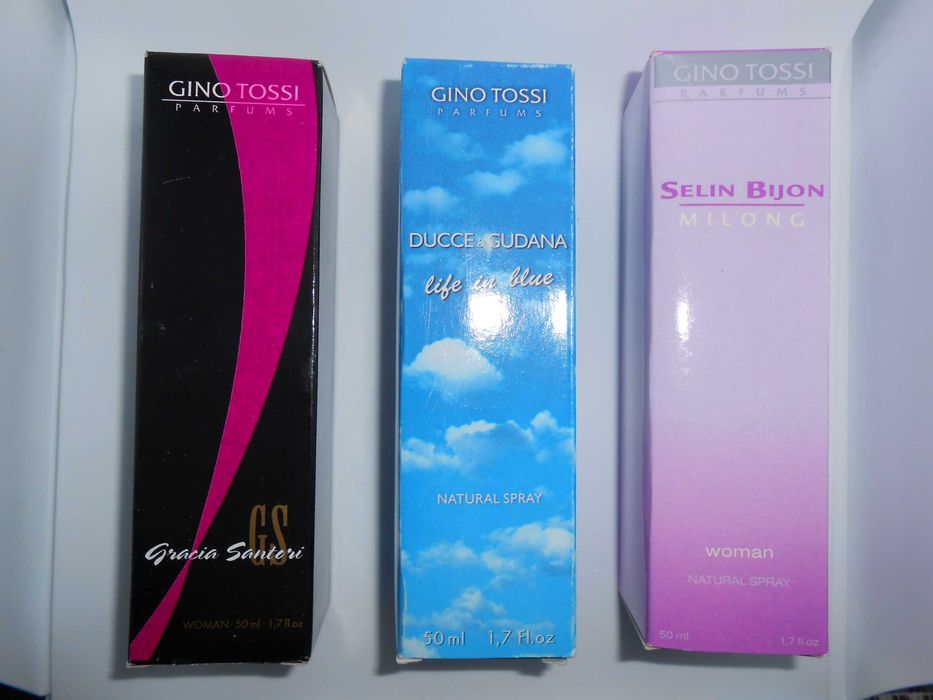 GINO TOSSI
PARFUMS
GS
Gracia Santori
WOMAN · 50 ml · 1,7 fl.oz
GINO TOSSI
PARFUMS
DUCCE & GUDANA
life in blue
NATURAL SPRAY
50 ml 1,7 Fl.oz
GINO TOSSI
PARFUMS
SELIN BIJON
MILONG
woman
NATURAL SPRAY
50 ml 1,7 fl.oz